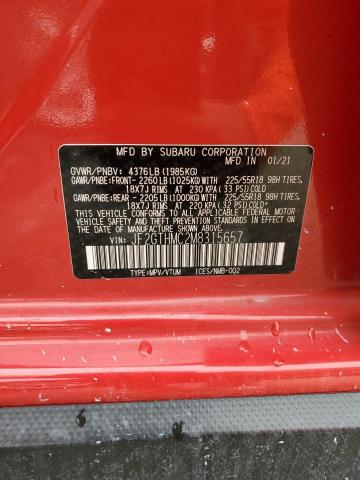 MFD BY SUBARU CORPORATION
GVWR/PNBV: 4376LB (1985KG) MFD IN 01/21
GAWR/PNBE: FRONT- 2260LB (1025KG) WITH 225/55R18 98H TIRES,
18X7J RIMS AT 230 KPA (33 PSI) COLD
GAWR/PNBE: REAR - 2205LB (1000KG) WITH 225/55R18 98H TIRES,
18X7J RIMS AT 220 KPA (32 PSI) COLD"
THIS VEHICLE CONFORMS TO ALL APPLICABLE
FEDERAL MOTOR VEHICLE SAFETY, BUMPER,
AND THEFT PREVENTION STANDARDS IN
EFFECT ON THE DATE OF
MANUFACTURE SHOWN ABOVE.
JF2GTHMC2M8315657
TYPE:MPV/VTUM ICES/NMB-002